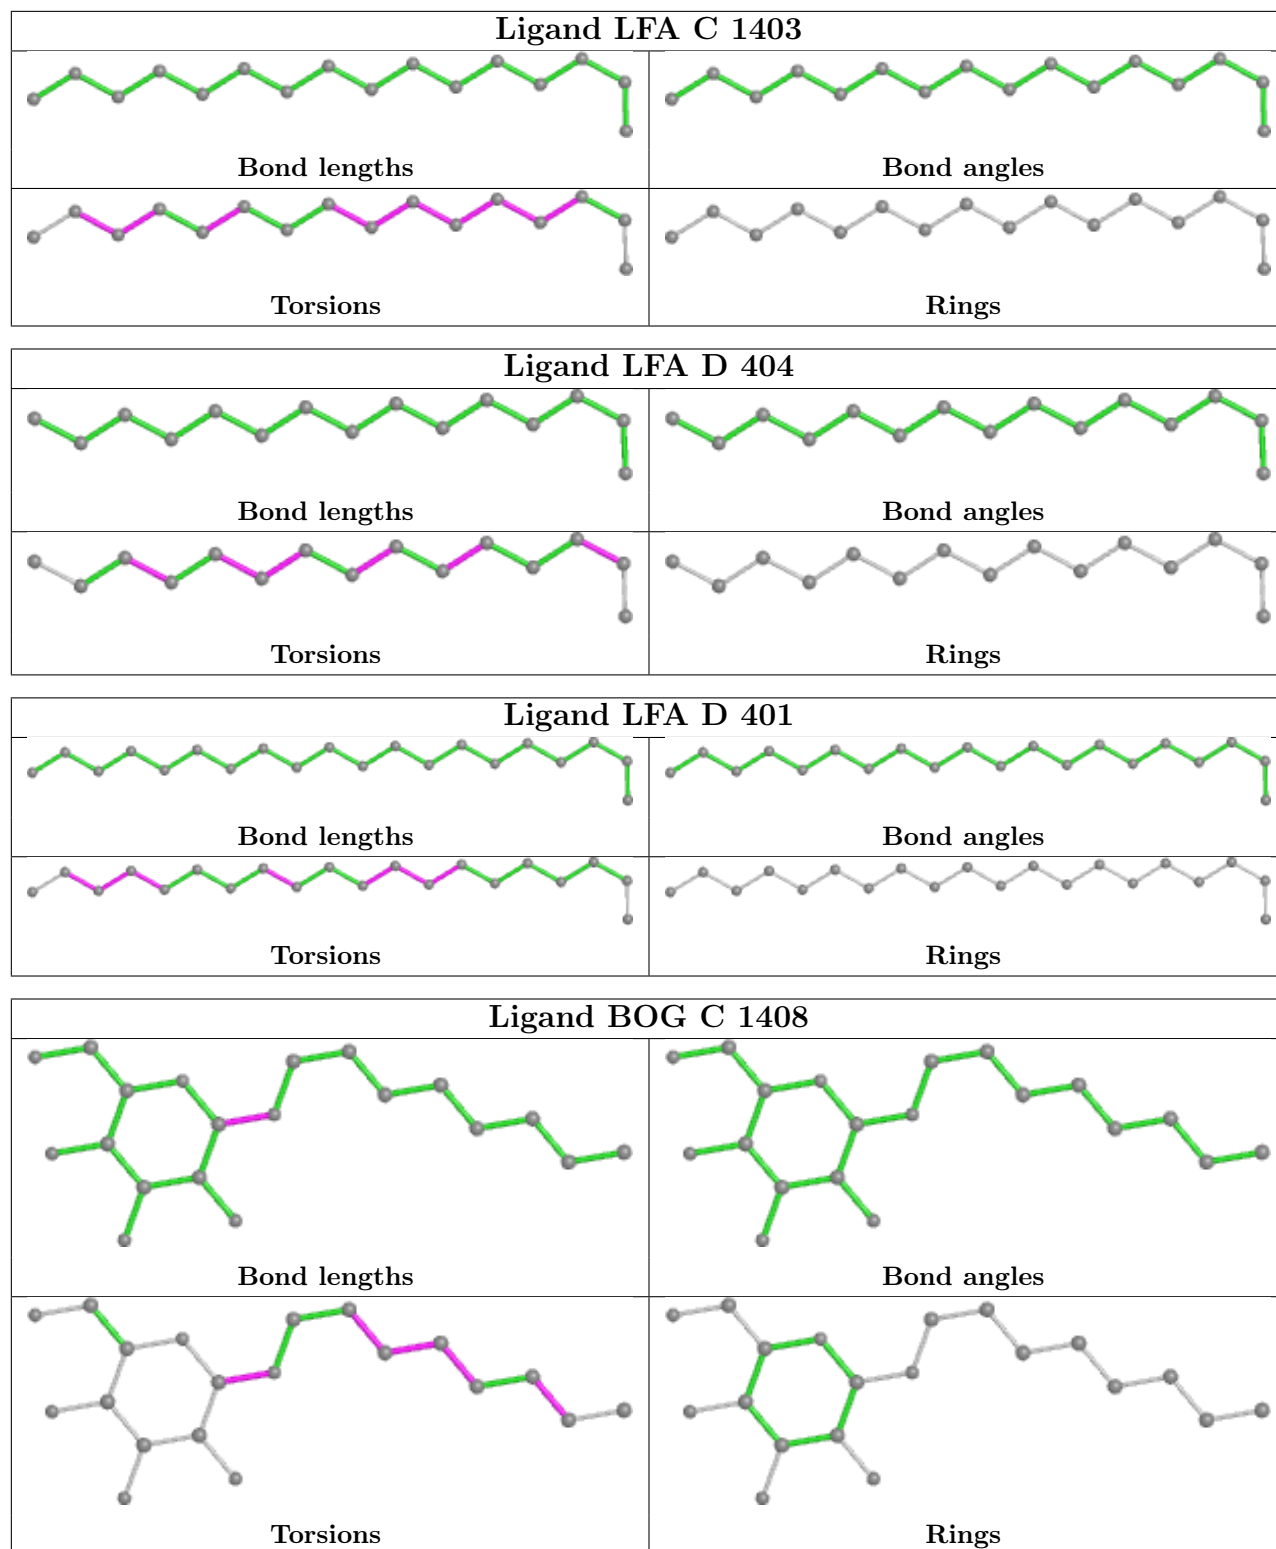 Ligand LFA C 1403
Bond lengths
Bond angles
Torsions
Rings
Ligand LFA D 404
Bond lengths
Bond angles
Torsions
Rings
Ligand LFA D 401
Bond lengths
Bond angles
Torsions
Rings
Ligand BOG C 1408
Bond lengths
Bond angles
Torsions
Rings